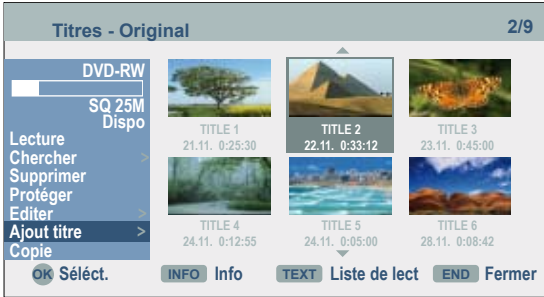 Titres - Original 2/9
DVD-RW
SQ 25M
Dispo
Lecture
Chercher >
Supprimer
Protéger
Editer >
Ajout titre >
Copie
TITLE 1
21.11. 0:25:30
TITLE 2
22.11. 0:33:12
TITLE 3
23.11. 0:45:00
TITLE 4
24.11. 0:12:55
TITLE 5
24.11. 0:05:00
TITLE 6
28.11. 0:08:42
OK Séléct. INFO Info TEXT Liste de lect END Fermer